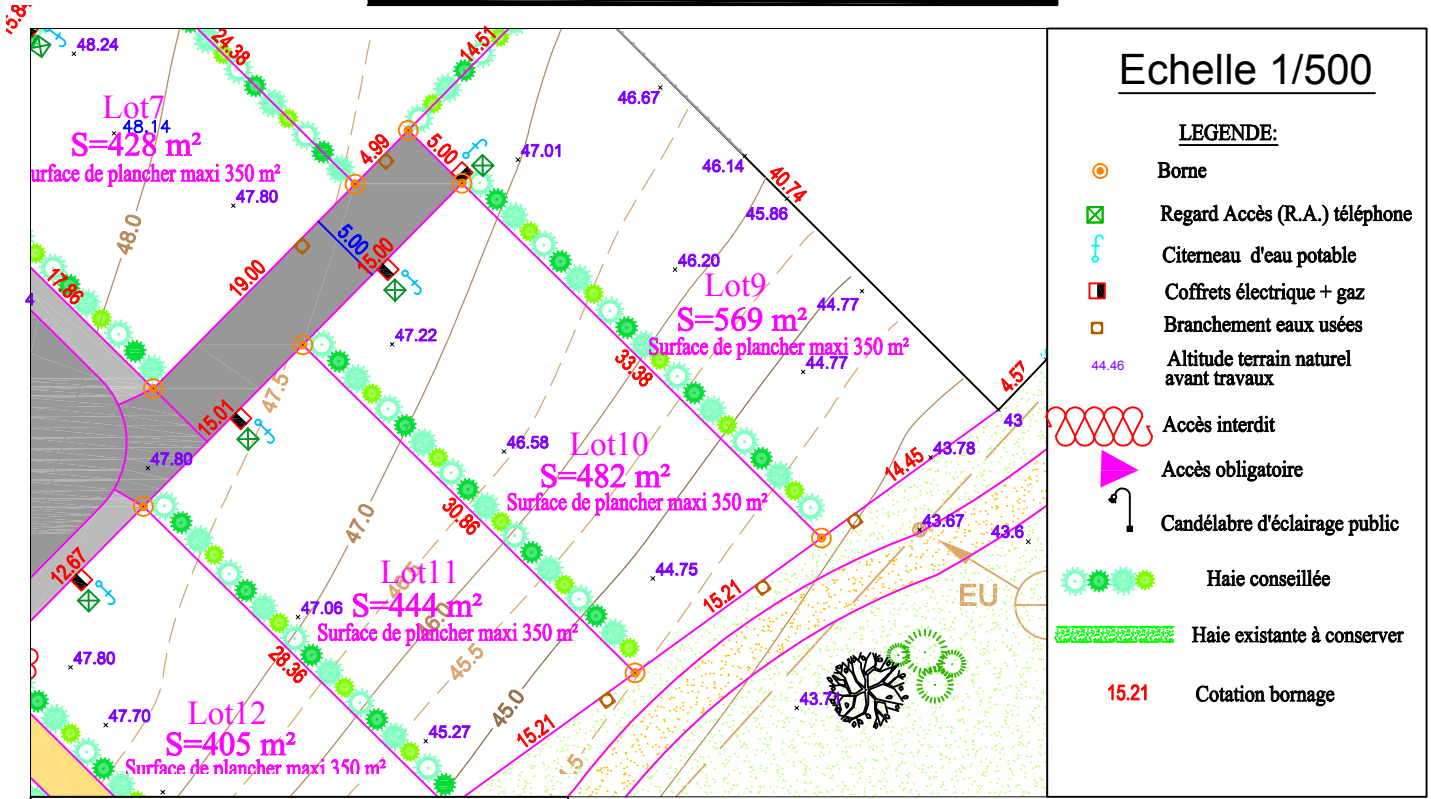 48.24
24.38
14.51
46.67
Lot7
48.14
S=428 m²
urface de plancher maxi 350 m²
4.99
5.00
47.01
46.14
40.74
47.80
45.86
48.0
5.00
15.00
46.20
17.86
19.00
Lot9
44.77
4
S=569 m²
Surface de plancher maxi 350 m²
47.22
44.77
33.38
4.57
47.5
15.01
43
46.58
Lot10
43.78
14.45
S=482 m²
Surface de plancher maxi 350 m²
47.80
30.86
47.0
43.67
43.6
12.67
Lot11
44.75
S=444 m²
46.0
47.06
15.21
EU
Surface de plancher maxi 350 m²
47.80
28.36
45.5
45.0
43.71
Lot12
47.70
45.27
15.21
S=405 m²
Surface de plancher maxi 350 m²
Echelle 1/500
LEGENDE:
Borne
Regard Accès (R.A.) téléphone
Citerneau d'eau potable
Coffrets électrique + gaz
Branchement eaux usées
44.46
Altitude terrain naturel
avant travaux
Accès interdit
Accès obligatoire
Candélabre d'éclairage public
Haie conseillée
Haie existante à conserver
15.21
Cotation bornage